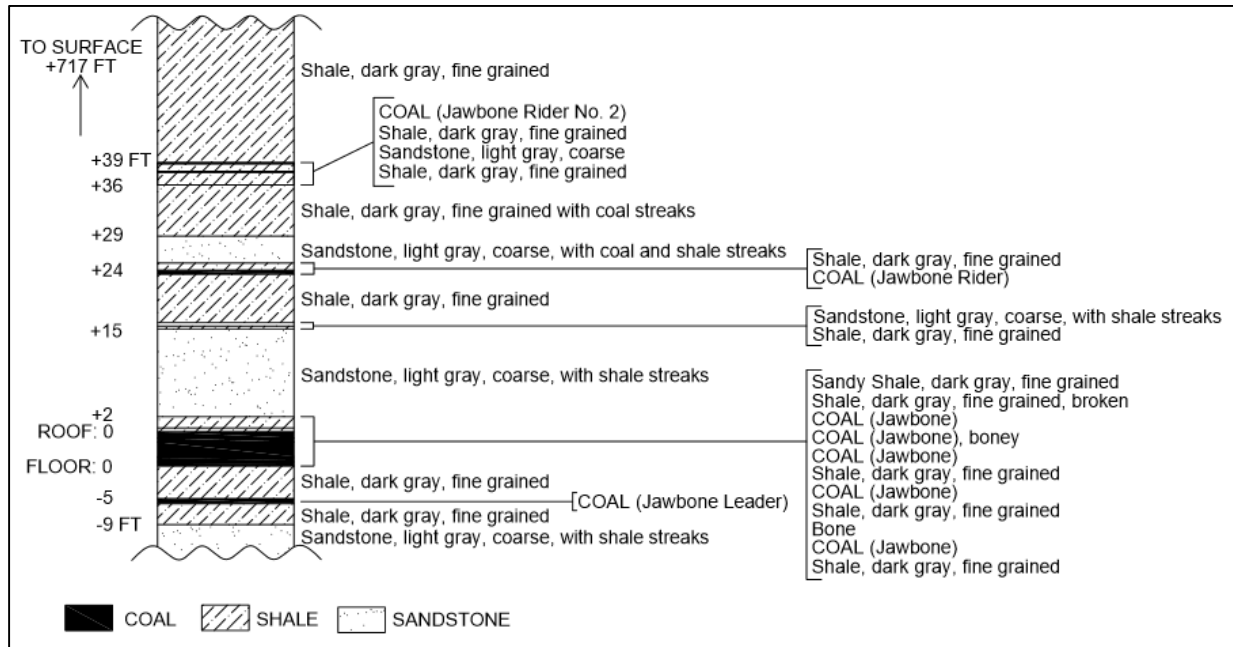 TO SURFACE
+717 FT
Shale, dark gray, fine grained
COAL (Jawbone Rider No. 2)
Shale, dark gray, fine grained
Sandstone, light gray, coarse
Shale, dark gray, fine grained
+39 FT
+36
Shale, dark gray, fine grained with coal streaks
+29
Sandstone, light gray, coarse, with coal and shale streaks
Shale, dark gray, fine grained
COAL (Jawbone Rider)
+24
Shale, dark gray, fine grained
Sandstone, light gray, coarse, with shale streaks
Shale, dark gray, fine grained
+15
Sandstone, light gray, coarse, with shale streaks
+2
ROOF: 0
FLOOR: 0
Sandy Shale, dark gray, fine grained
Shale, dark gray, fine grained, broken
COAL (Jawbone)
COAL (Jawbone), boney
COAL (Jawbone)
Shale, dark gray, fine grained
COAL (Jawbone)
Shale, dark gray, fine grained
Bone
COAL (Jawbone)
Shale, dark gray, fine grained
Shale, dark gray, fine grained
-5
COAL (Jawbone Leader)
Shale, dark gray, fine grained
-9 FT
Sandstone, light gray, coarse, with shale streaks
COAL
SHALE
SANDSTONE